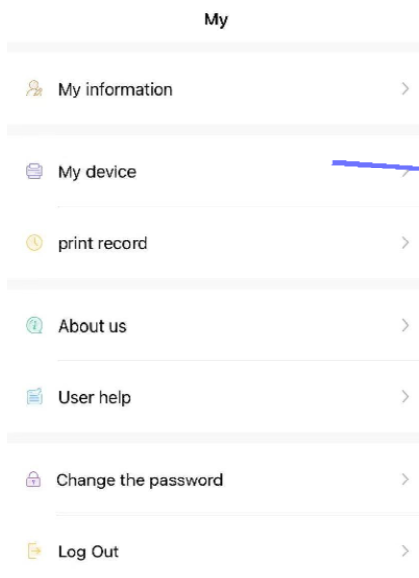 My
My information
My device
print record
About us
User help
Change the password
Log Out